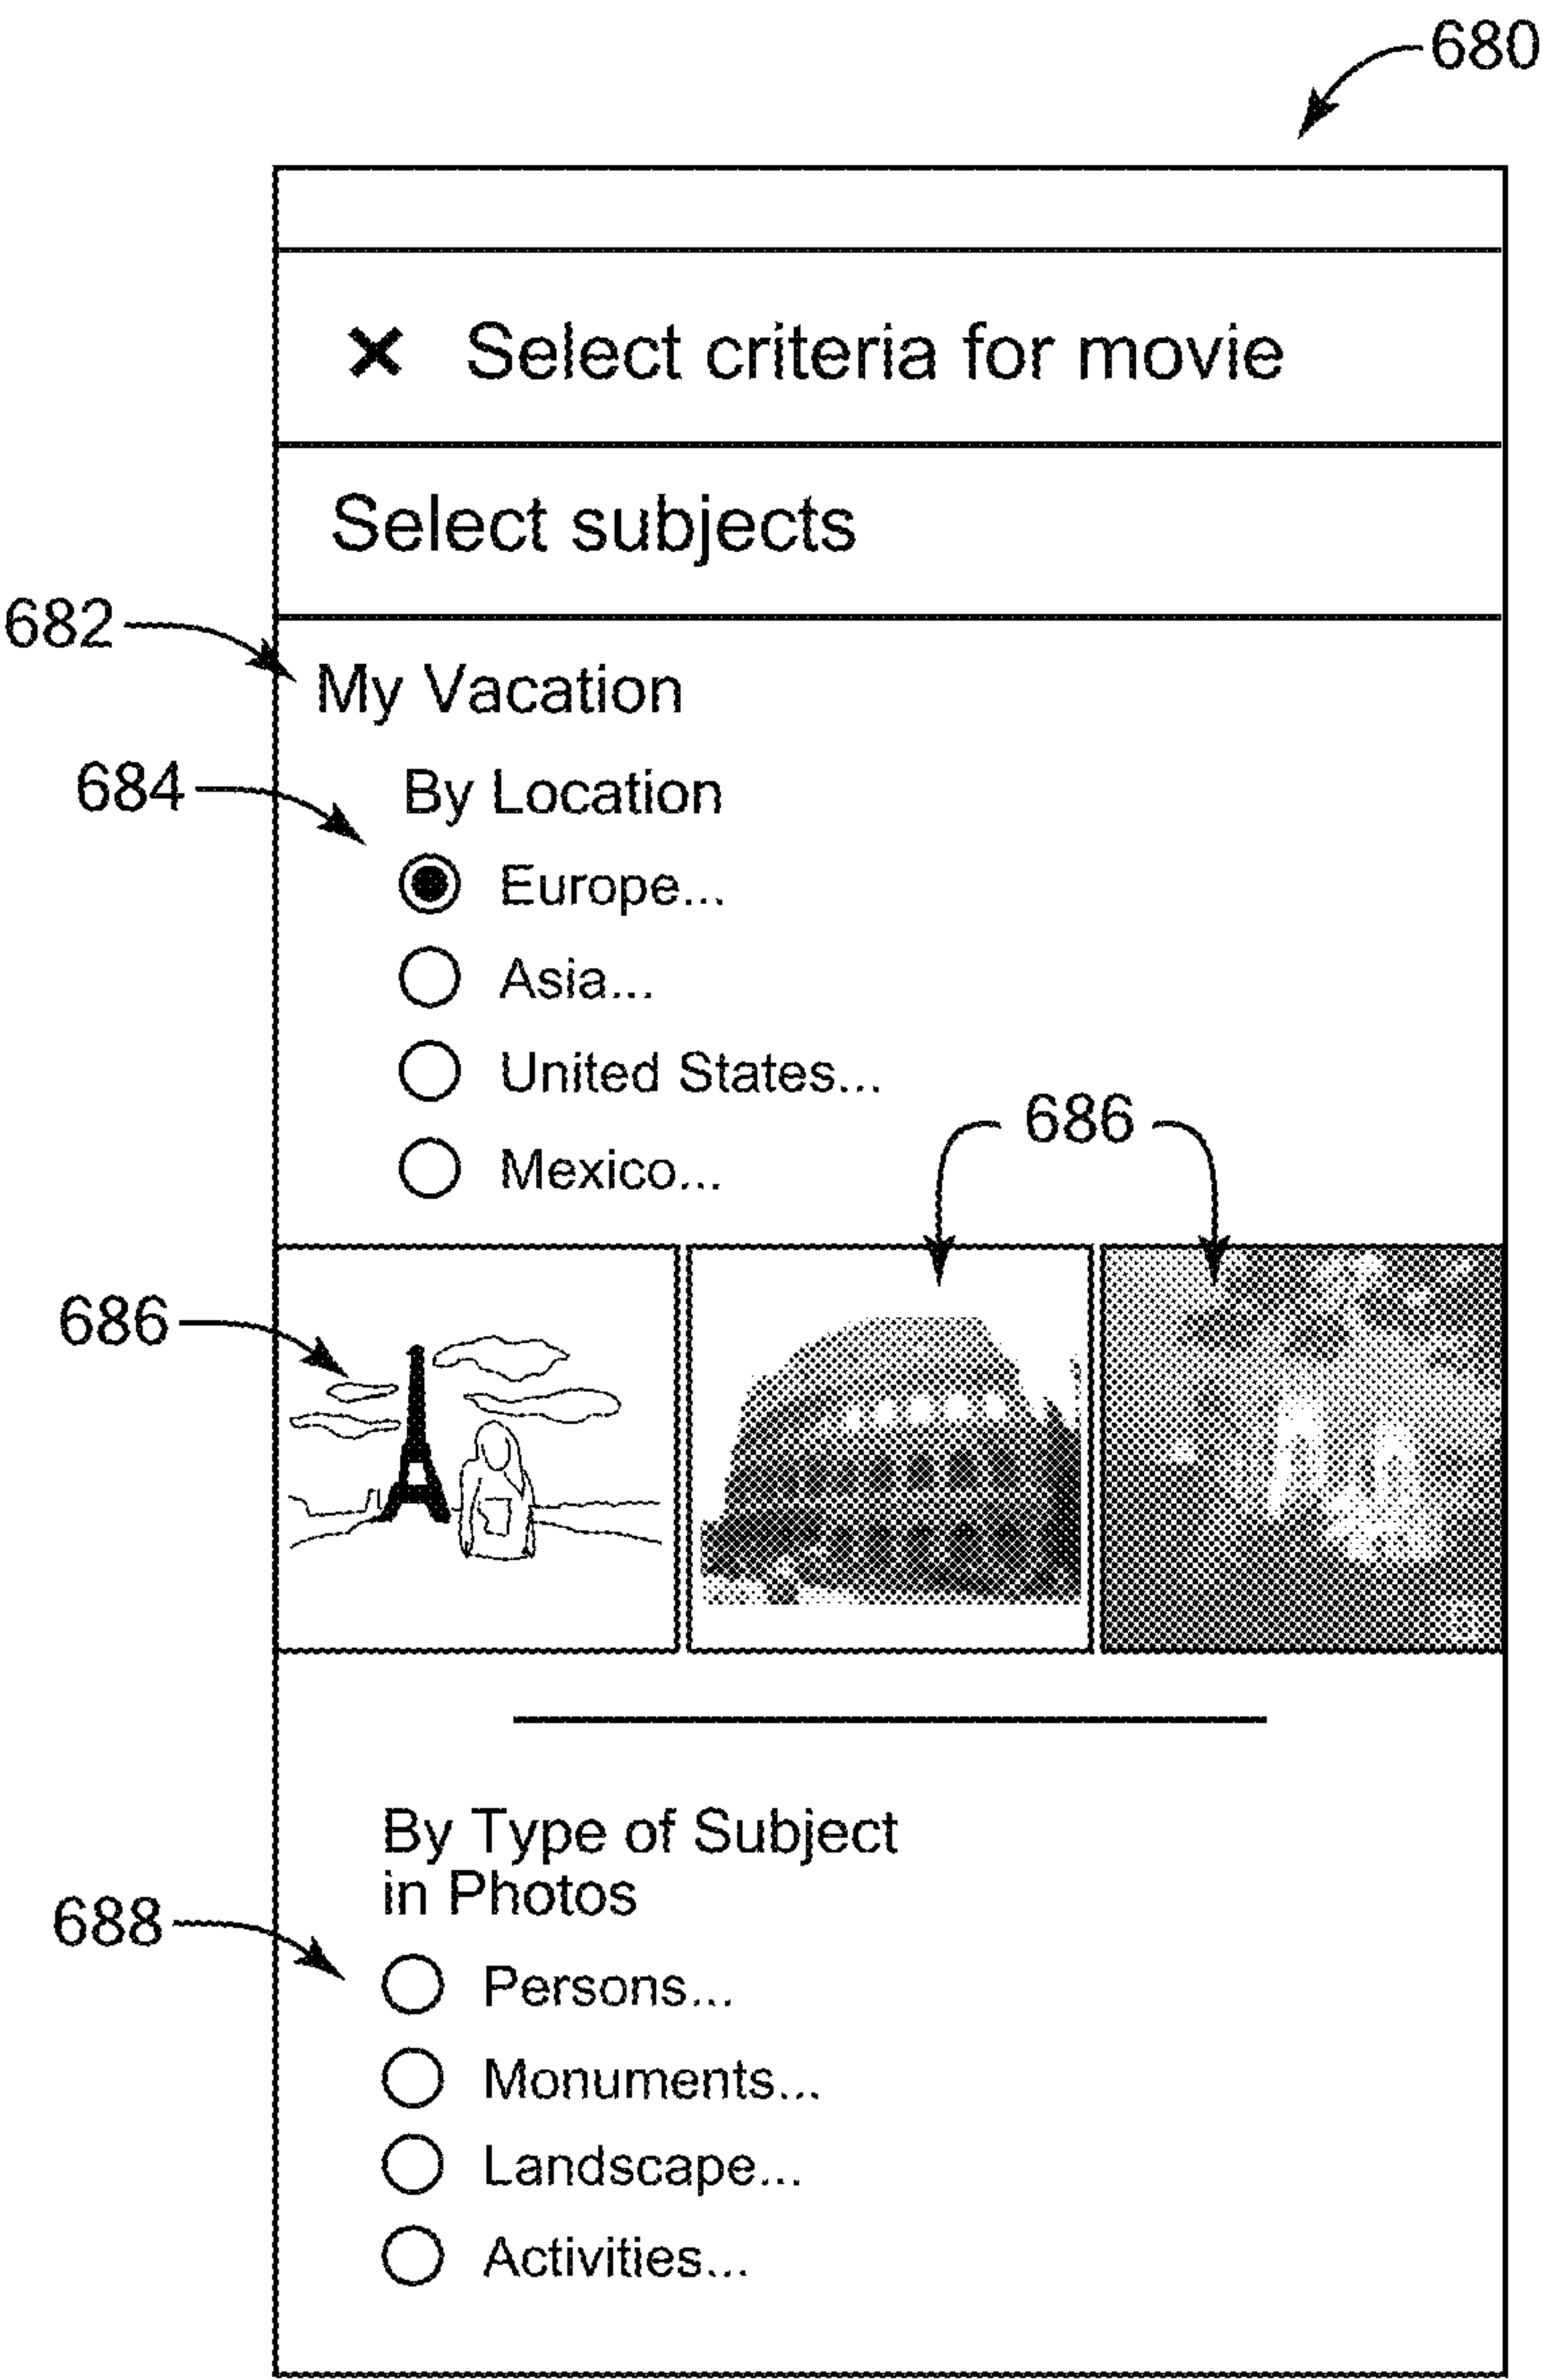 680
× Select criteria for movie
Select subjects
682
My Vacation
684
By Location
Europe...
Asia...
United States...
686
Mexico...
686
By Type of Subject
in Photos
688
Persons...
Monuments...
Landscape...
Activities...